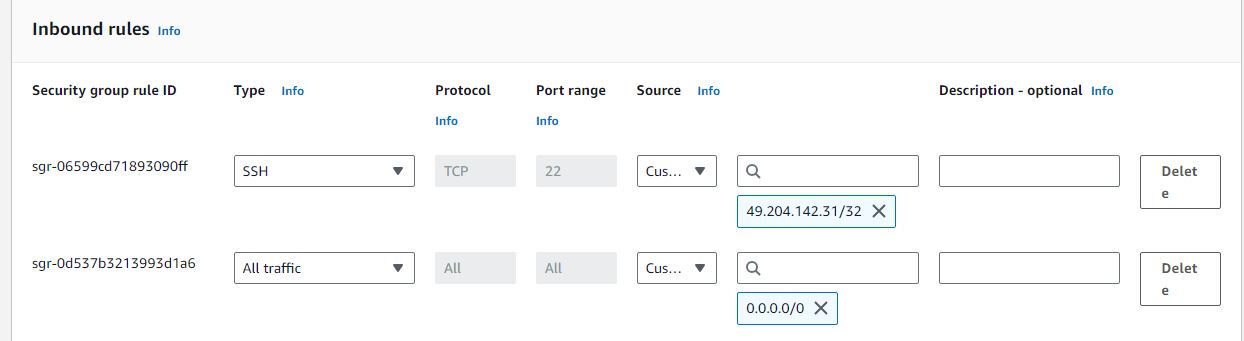 Inbound rules Info
Security group rule ID Type Info Protocol Port range Source Info Description - optional Info
Info Info
sgr-06599cd71893090ff SSH TCP 22 Cus... Delet
e
49.204.142.31/32
sgr-0d537b3213993d1a6 All traffic All All Cus... Delet
e
0.0.0.0/0